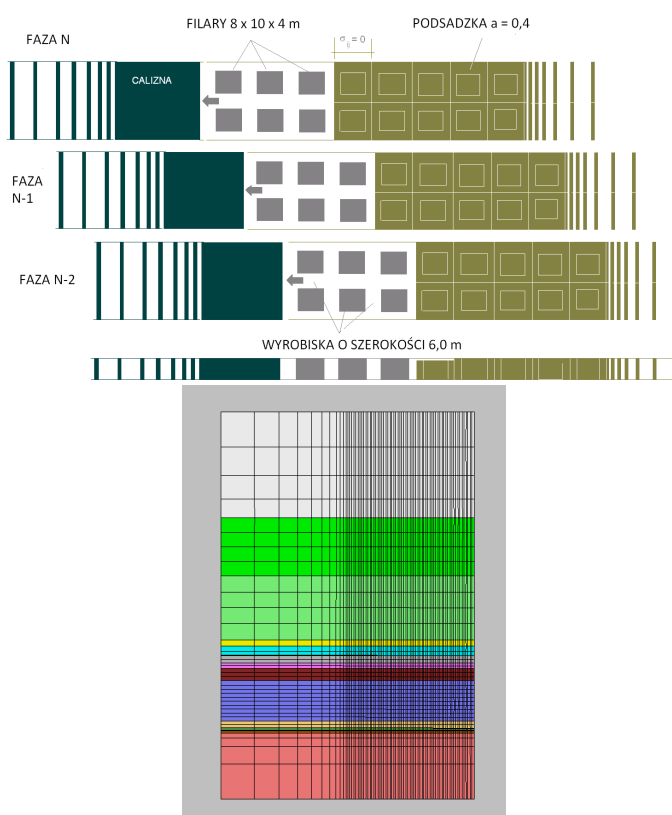 FAZA N
FILARY 8 x 10 x 4 m
σij = 0
PODSADZKA a = 0,4
CALIZNA
FAZA
N-1
FAZA N-2
WYROBISKA O SZEROKOŚCI 6,0 m